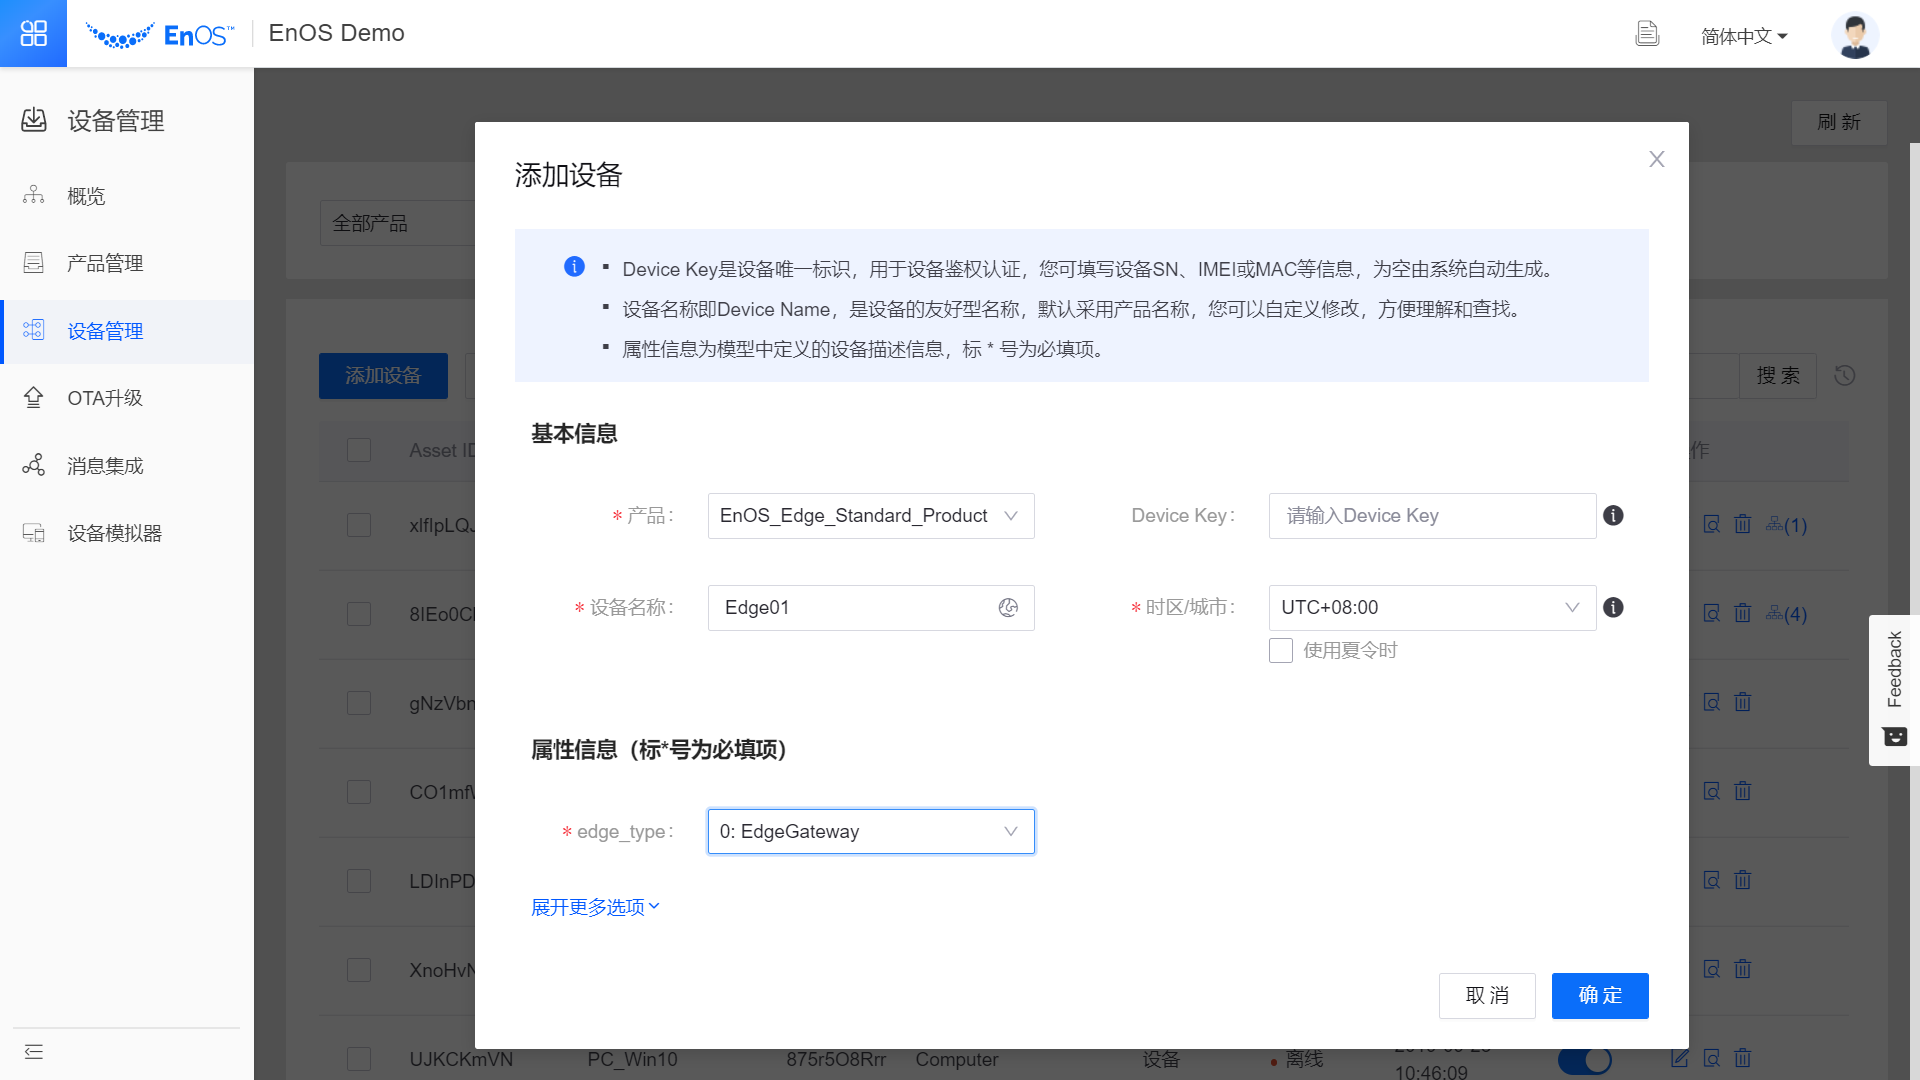 EnOS™ EnOS Demo
简体中文
设备管理
概览
产品管理
设备管理
OTA升级
消息集成
设备模拟器
刷 新
全部产品
添加设备
搜 索
Asset ID
作
xlflpLQJ
(1)
8IEo0C
(4)
gNzVbn
CO1mf
LDInPD
XnoHvN
UJKCKmVN PC_Win10 875r5O8Rrr Computer 设备 离线
10:46:09
添加设备
Device Key是设备唯一标识，用于设备鉴权认证，您可填写设备SN、IMEI或MAC等信息，为空由系统自动生成。
设备名称即Device Name，是设备的友好型名称，默认采用产品名称，您可以自定义修改，方便理解和查找。
属性信息为模型中定义的设备描述信息，标 * 号为必填项。
基本信息
* 产品： EnOS_Edge_Standard_Product Device Key： 请输入Device Key
* 设备名称： Edge01 * 时区/城市： UTC+08:00
使用夏令时
属性信息（标*号为必填项）
* edge_type： 0: EdgeGateway
展开更多选项
取 消 确 定
Feedback